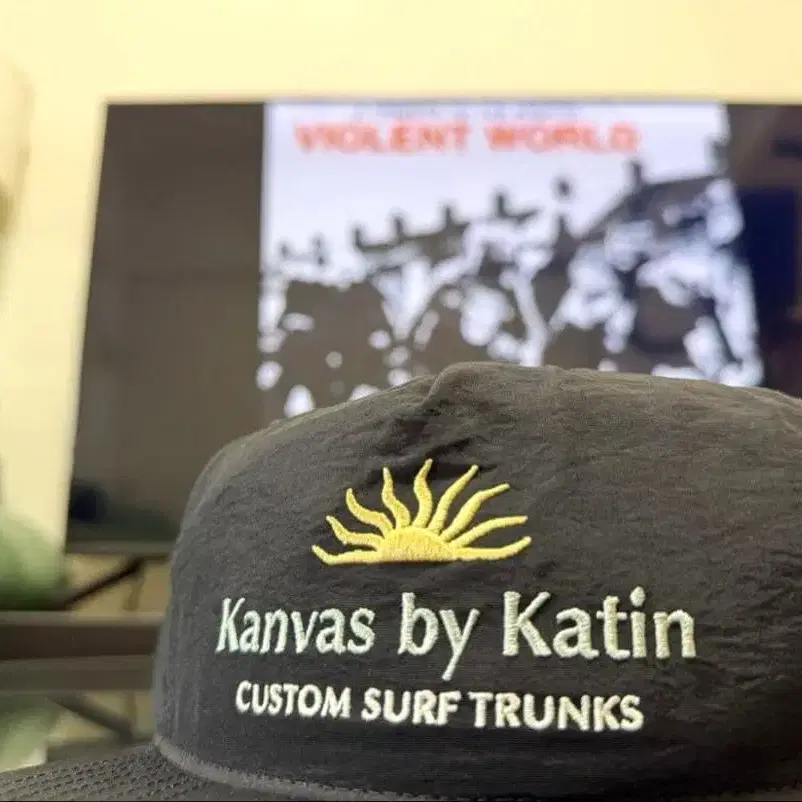 VIOLENT WORLD
Kanvas by Katin
CUSTOM SURF TRUNKS